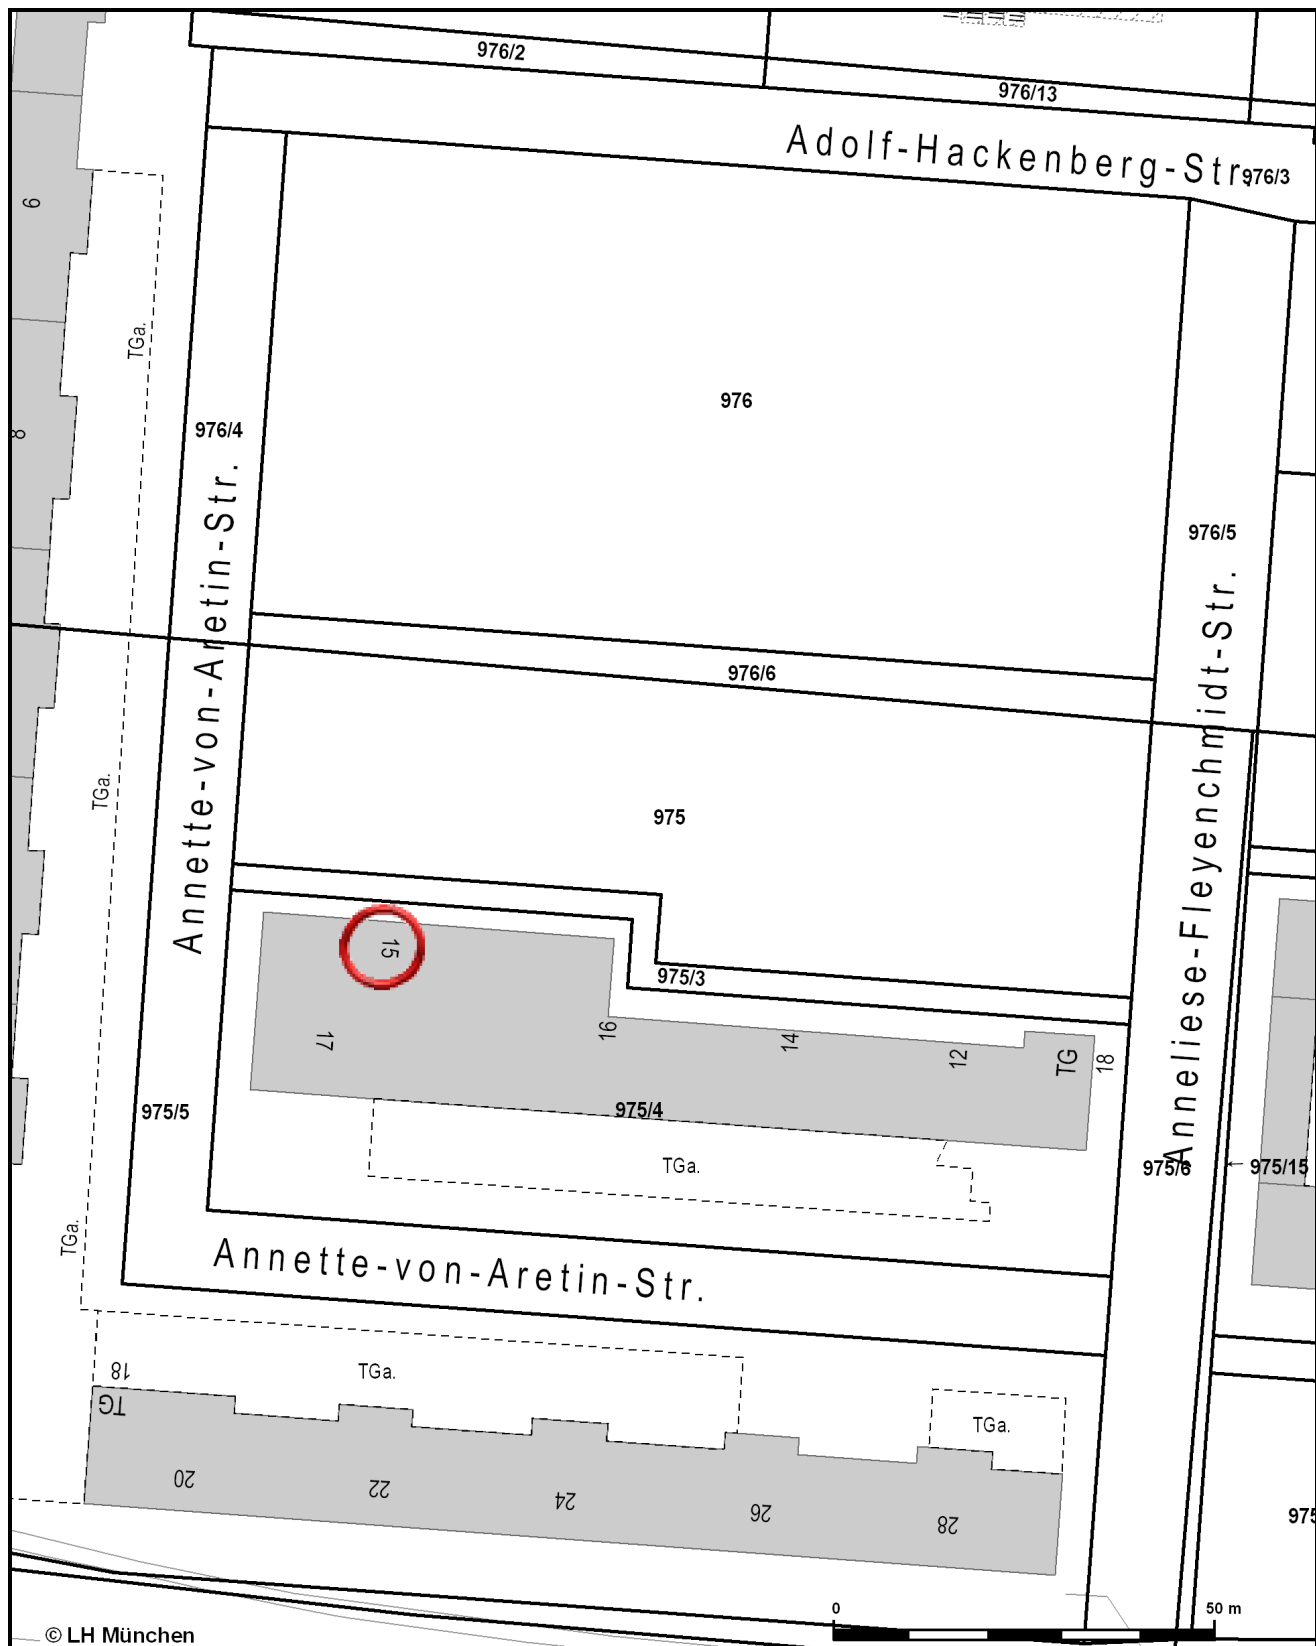 976/2
976/13
Adolf-Hackenberg-Str.
976/3
6
TGa.
976
8
976/4
Annette-von-Aretin-Str.
976/5
Anneliese-Fleyenchmidt-Str.
976/6
TGa.
975
15
975/3
17
16
14
12
TG
18
975/5
975/4
TGa.
975/6
975/15
TGa.
Annette-von-Aretin-Str.
18
TG
TGa.
TGa.
20
22
24
26
28
975
0
50 m
© LH München